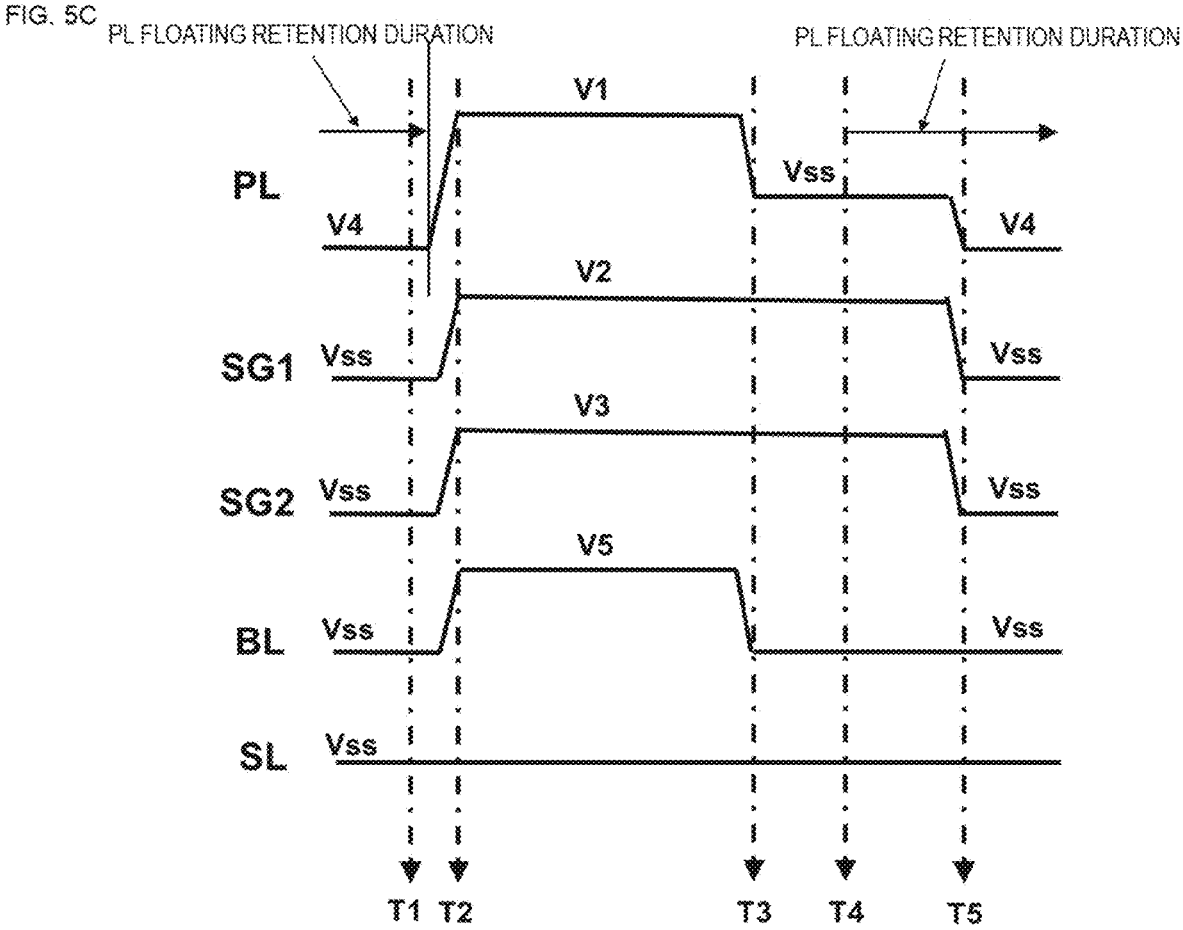 FIG. 5C
PL FLOATING RETENTION DURATION
PL FLOATING RETENTION DURATION
V1
PL
Vss
V4
V4
V2
SG1
Vss
Vss
V3
SG2
Vss
Vss
V5
BL
Vss
Vss
SL
Vss
T1 T2 T3 T4 T5